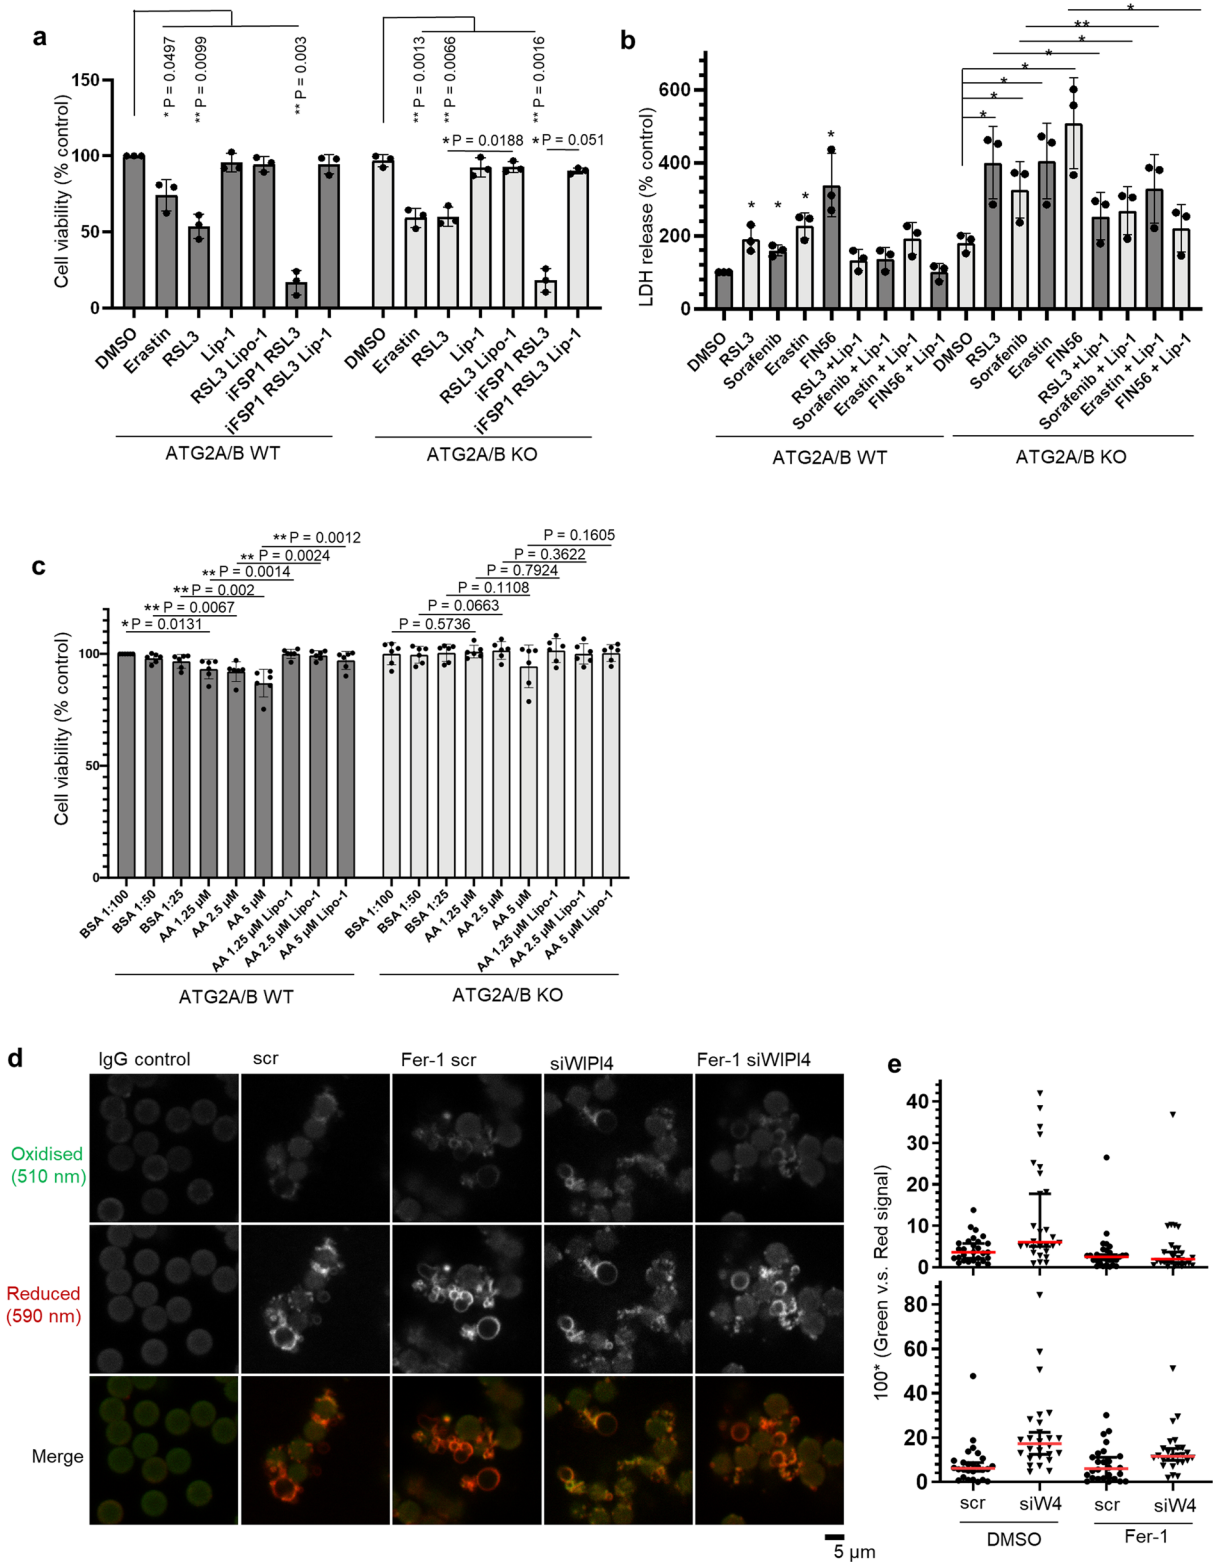 a
* P = 0.0497
** P = 0.0099
** P = 0.003
** P = 0.0013
** P = 0.0066
** P = 0.0016
* P = 0.0188
* P = 0.051
Cell viability (% control)
150
100
50
0
DMSO
Erastin
RSL3
Lip-1
RSL3 Lipo-1
iFSP1 RSL3
iFSP1 RSL3 Lip-1
DMSO
Erastin
RSL3
Lip-1
RSL3 Lipo-1
iFSP1 RSL3
iFSP1 RSL3 Lip-1
ATG2A/B WT
ATG2A/B KO
b
*
**
*
*
*
*
*
*
*
*
*
*
LDH release (% control)
600
400
200
0
DMSO
RSL3
Sorafenib
Erastin
FIN56
RSL3 +Lip-1
Sorafenib + Lip-1
Erastin + Lip-1
FIN56 + Lip-1
DMSO
RSL3
Sorafenib
Erastin
FIN56
RSL3 +Lip-1
Sorafenib + Lip-1
Erastin + Lip-1
FIN56 + Lip-1
ATG2A/B WT
ATG2A/B KO
c
** P = 0.0012
** P = 0.0024
** P = 0.0014
** P = 0.002
** P = 0.0067
* P = 0.0131
P = 0.1605
P = 0.3622
P = 0.7924
P = 0.1108
P = 0.0663
P = 0.5736
Cell viability (% control)
100
50
0
BSA 1:100
BSA 1:50
BSA 1:25
AA 1.25 µM
AA 2.5 µM
AA 5 µM
AA 1.25 µM Lipo-1
AA 2.5 µM Lipo-1
AA 5 µM Lipo-1
BSA 1:100
BSA 1:50
BSA 1:25
AA 1.25 µM
AA 2.5 µM
AA 5 µM
AA 1.25 µM Lipo-1
AA 2.5 µM Lipo-1
AA 5 µM Lipo-1
ATG2A/B WT
ATG2A/B KO
d
IgG control
scr
Fer-1 scr
siWIPI4
Fer-1 siWIPI4
Oxidised
(510 nm)
Reduced
(590 nm)
Merge
5 µm
e
100* (Green v.s. Red signal)
40
30
20
10
0
80
60
40
20
0
scr
siW4
scr
siW4
DMSO
Fer-1